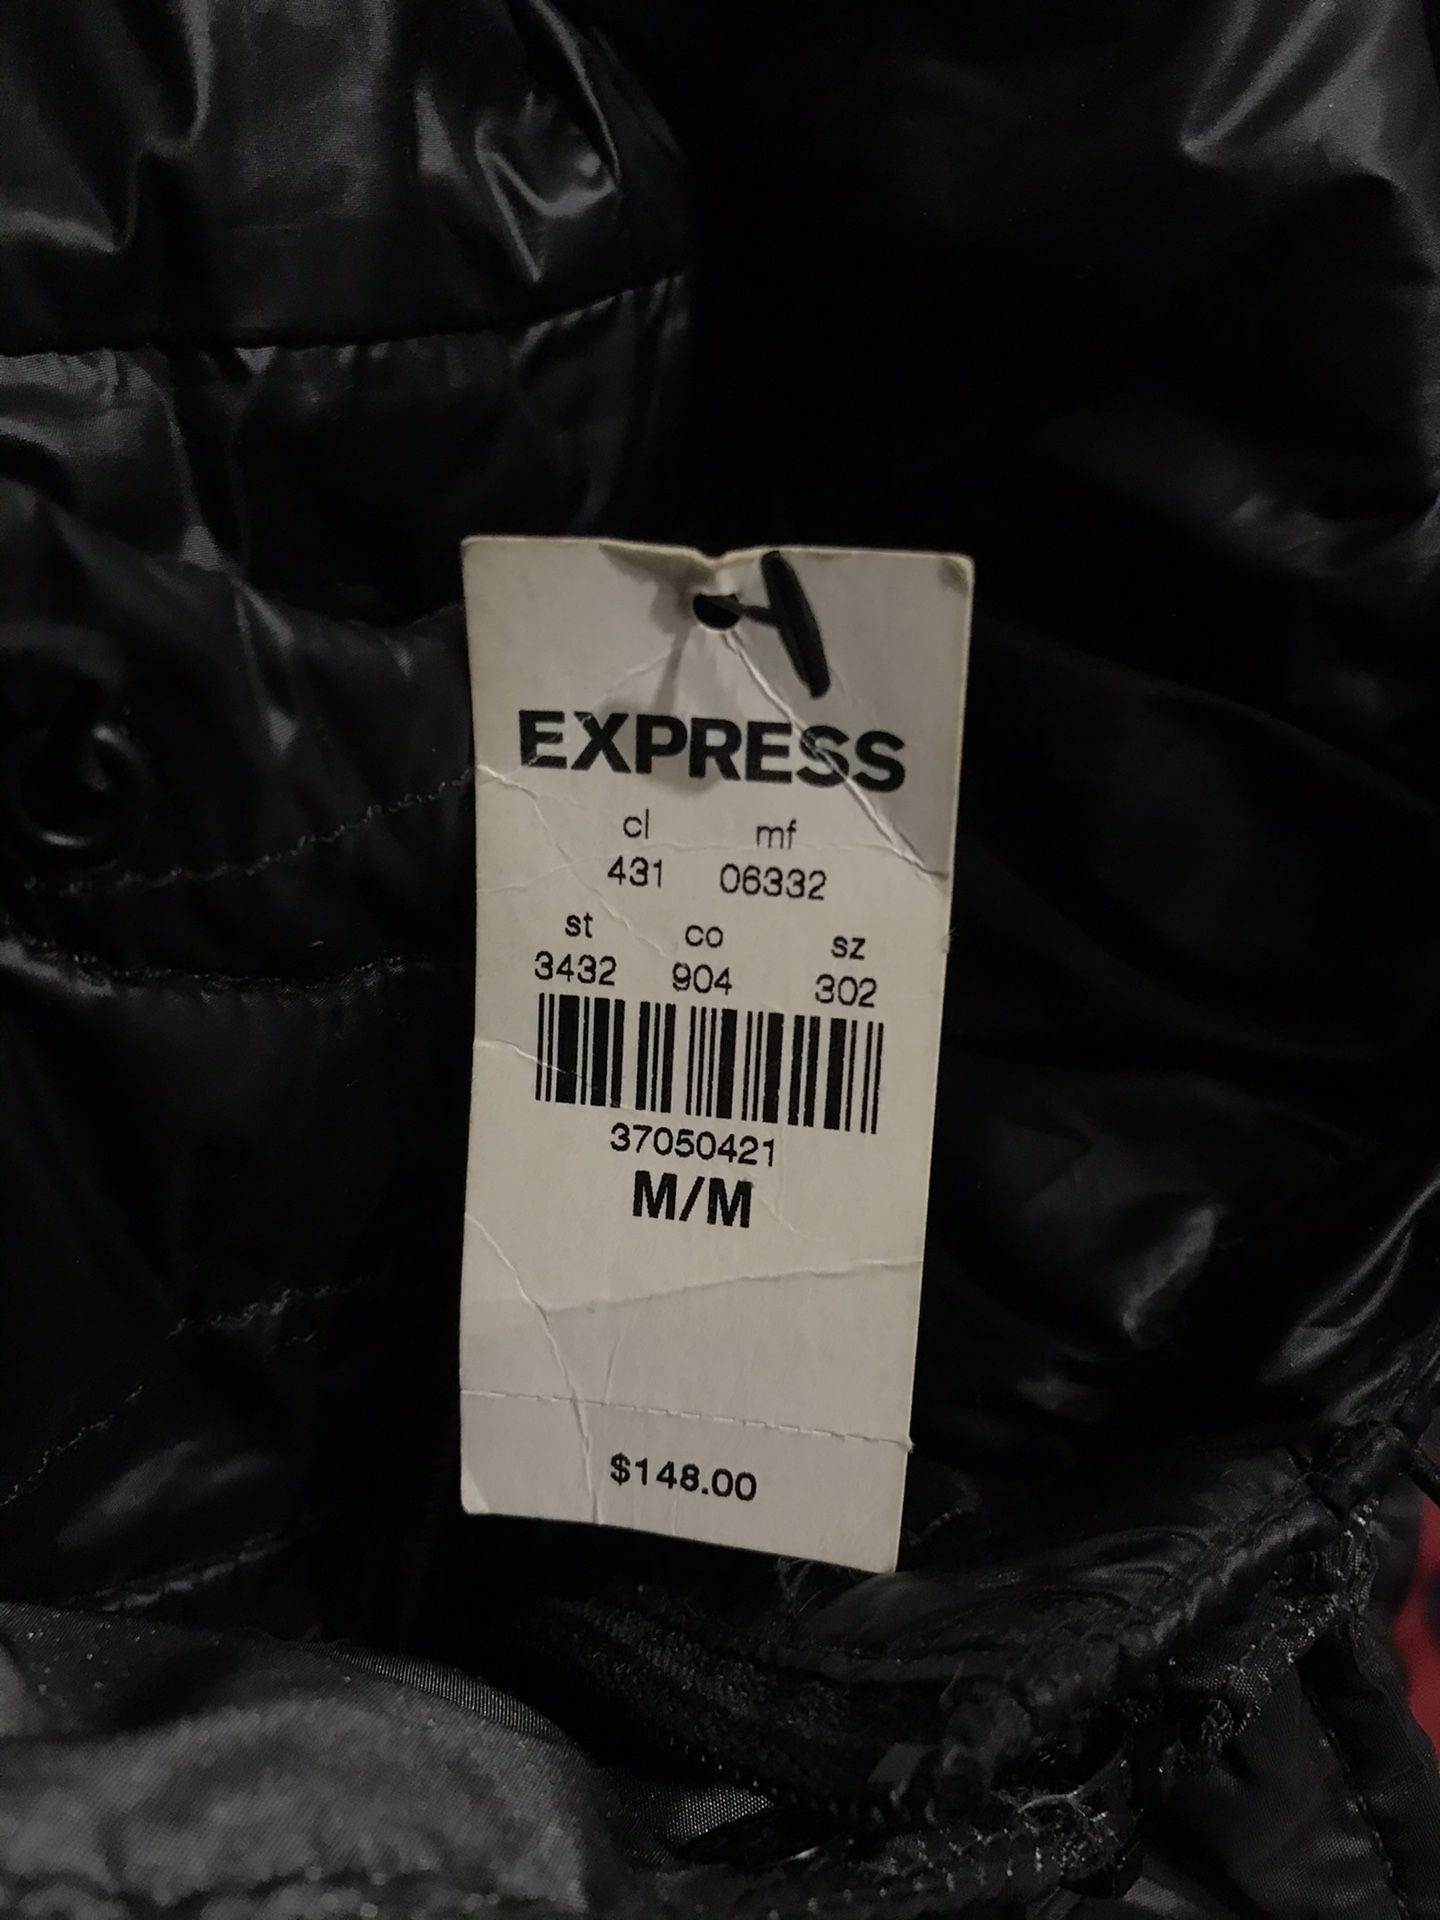 EXPRESS
cl mf
431 06332
st co sz
3432 904 302
37050421
M/M
$148.00